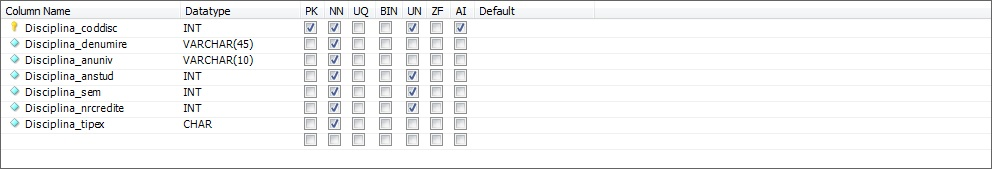 Column Name Datatype PK NN UQ BIN UN ZF AI Default
Disciplina_coddisc INT
Disciplina_denumire VARCHAR(45)
Disciplina_anuniv VARCHAR(10)
Disciplina_anstud INT
Disciplina_sem INT
Disciplina_nrcredite INT
Disciplina_tipex CHAR